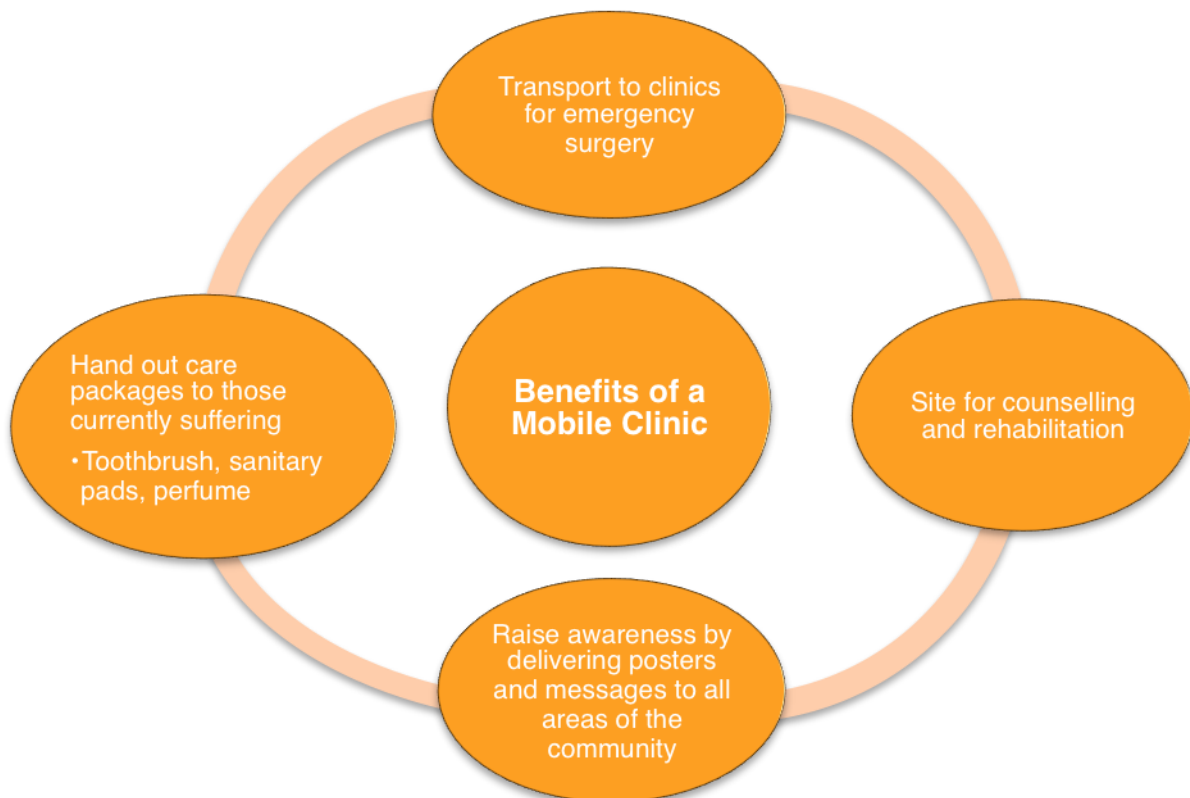 Transport to clinics
for emergency
surgery
Hand out care
packages to those
currently suffering
•Toothbrush, sanitary
pads, perfume
Benefits of a
Mobile Clinic
Site for counselling
and rehabilitation
Raise awareness by
delivering posters
and messages to all
areas of the
community